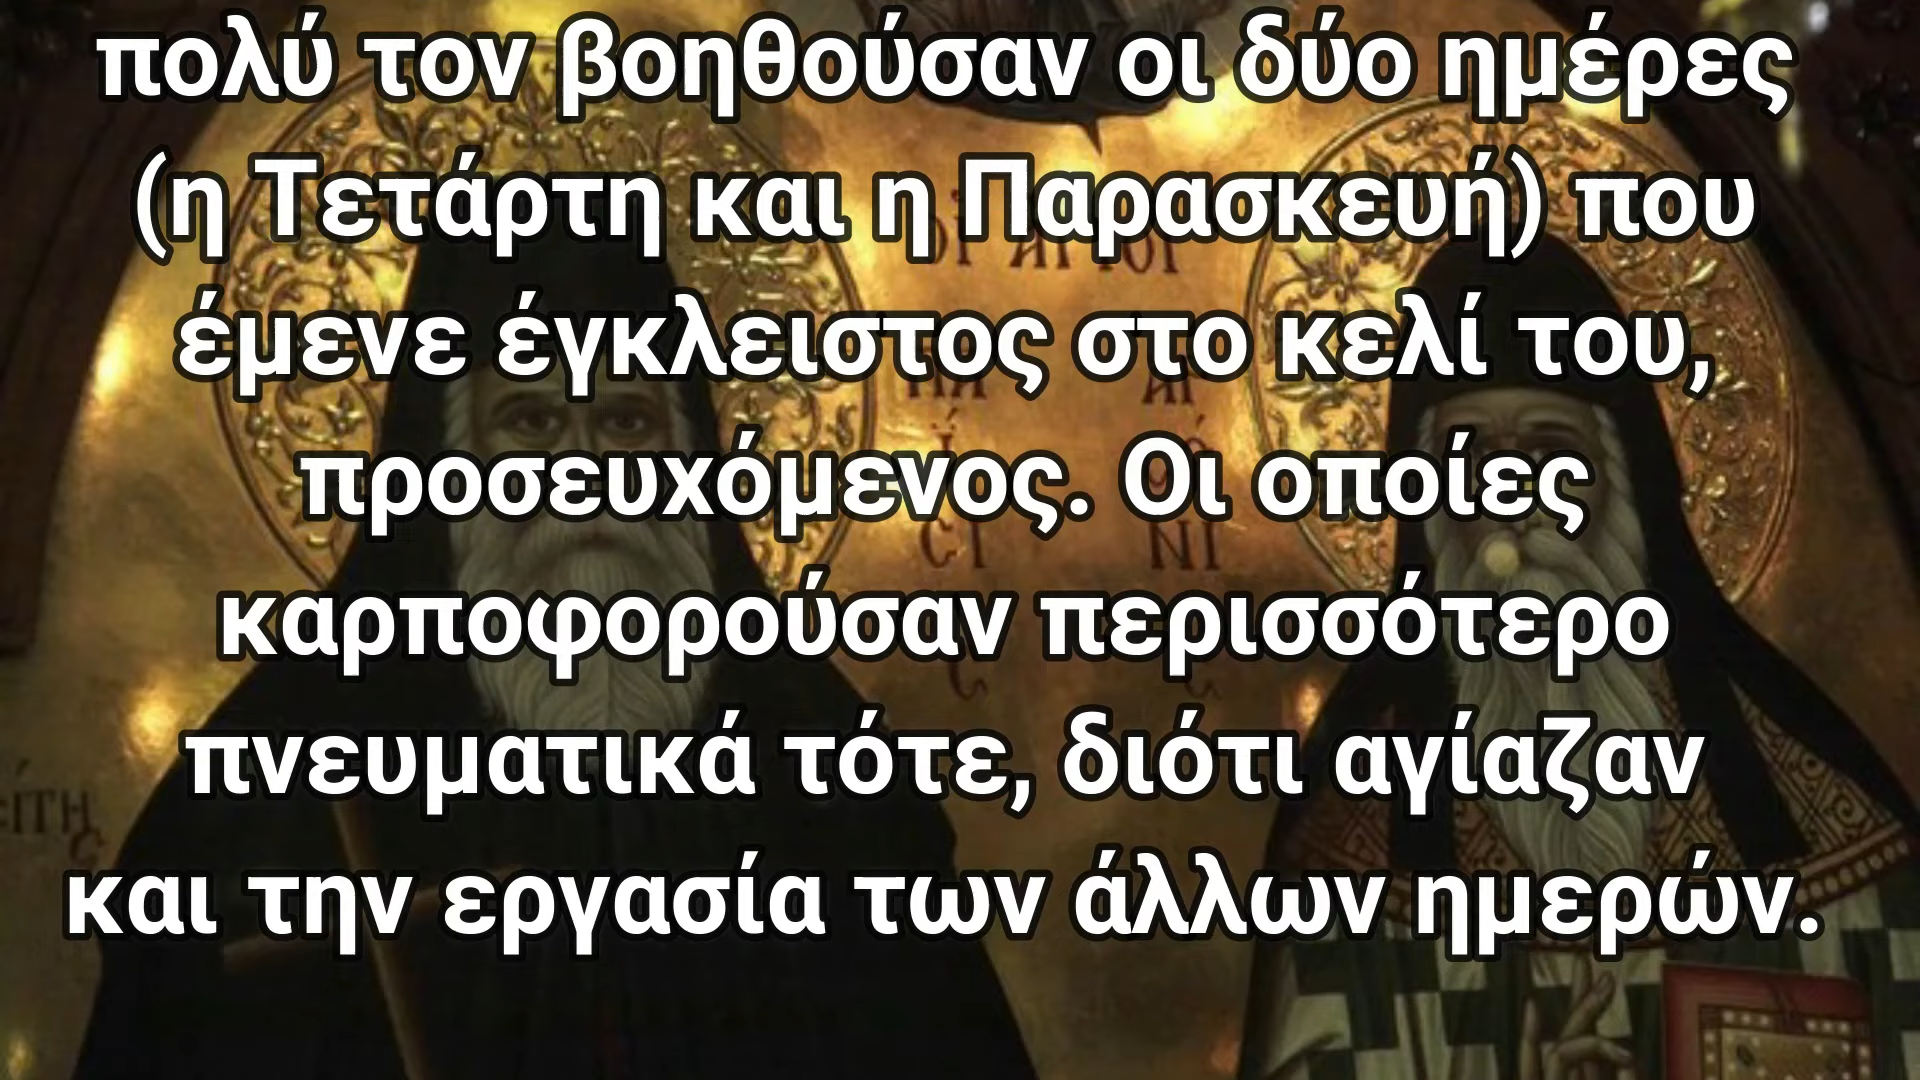 πολύ τον βοηθούσαν οι δύο ημέρες
(η Τετάρτη και η Παρασκευή) που
έμενε έγκλειστος στο κελί του,
προσευχόμενος. Οι οποίες
καρποφορούσαν περισσότερο
πνευματικά τότε, διότι αγίαζαν
και την εργασία των άλλων ημερών.